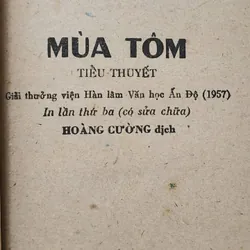 MÙA TÔM
TIỂU THUYẾT
Giải thưởng viện Hàn lâm Văn học Ấn Độ (1957)
In lần thứ ba (có sửa chữa)
HOÀNG CƯỜNG dịch